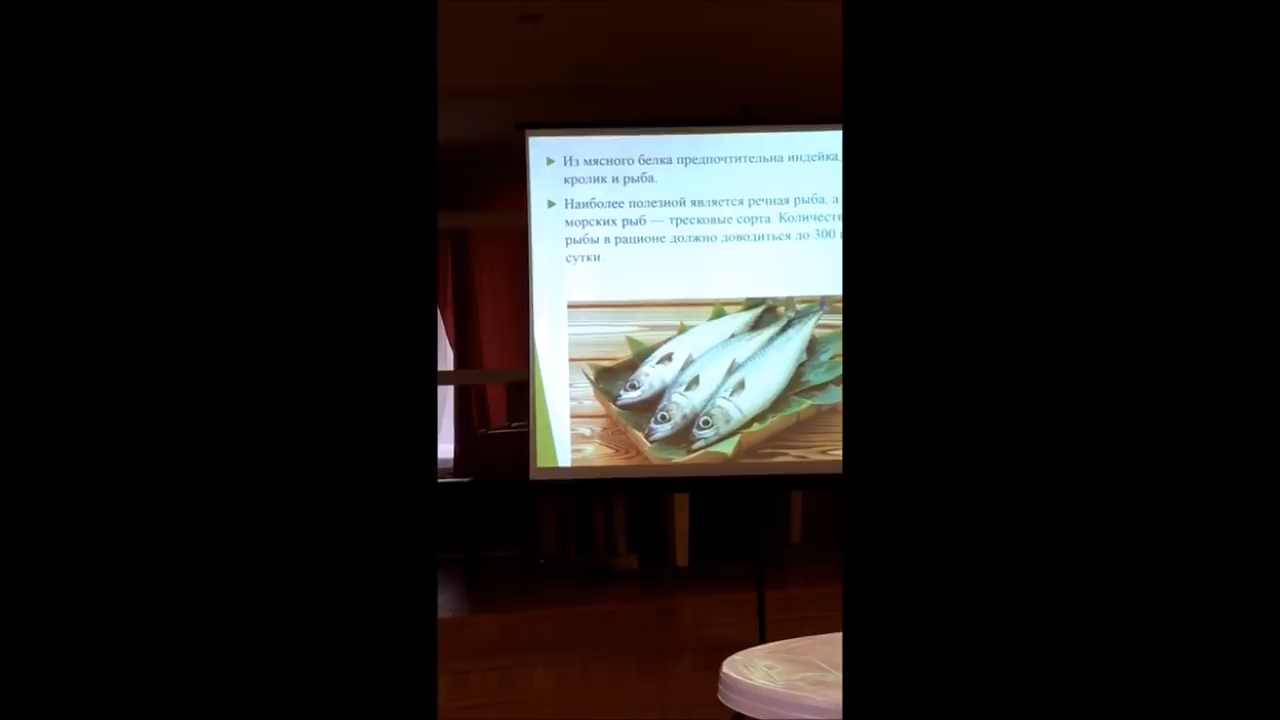 Из мясного белка предпочтительна индейка,
кролик и рыба.
Наиболее полезной является речная рыба, а
морских рыб — тресковые сорта. Количеств
рыбы в рационе должно доводиться до 300
сутки.